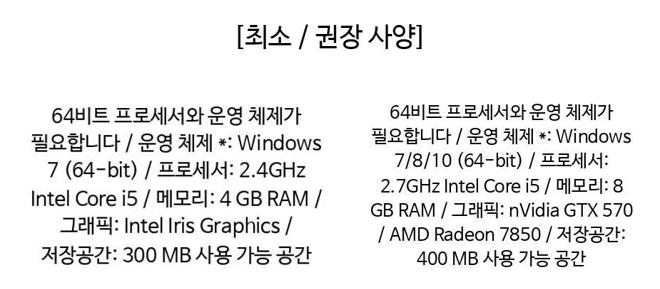 [최소 / 권장 사양]
64비트 프로세서와 운영 체제가
필요합니다 / 운영 체제 *: Windows
7 (64-bit) / 프로세서: 2.4GHz
Intel Core i5 / 메모리: 4 GB RAM /
그래픽: Intel Iris Graphics /
저장공간: 300 MB 사용 가능 공간
64비트 프로세서와 운영 체제가
필요합니다 / 운영 체제 *: Windows
7/8/10 (64-bit) / 프로세서:
2.7GHz Intel Core i5 / 메모리: 8
GB RAM / 그래픽: nVidia GTX 570
/ AMD Radeon 7850 / 저장공간:
400 MB 사용 가능 공간